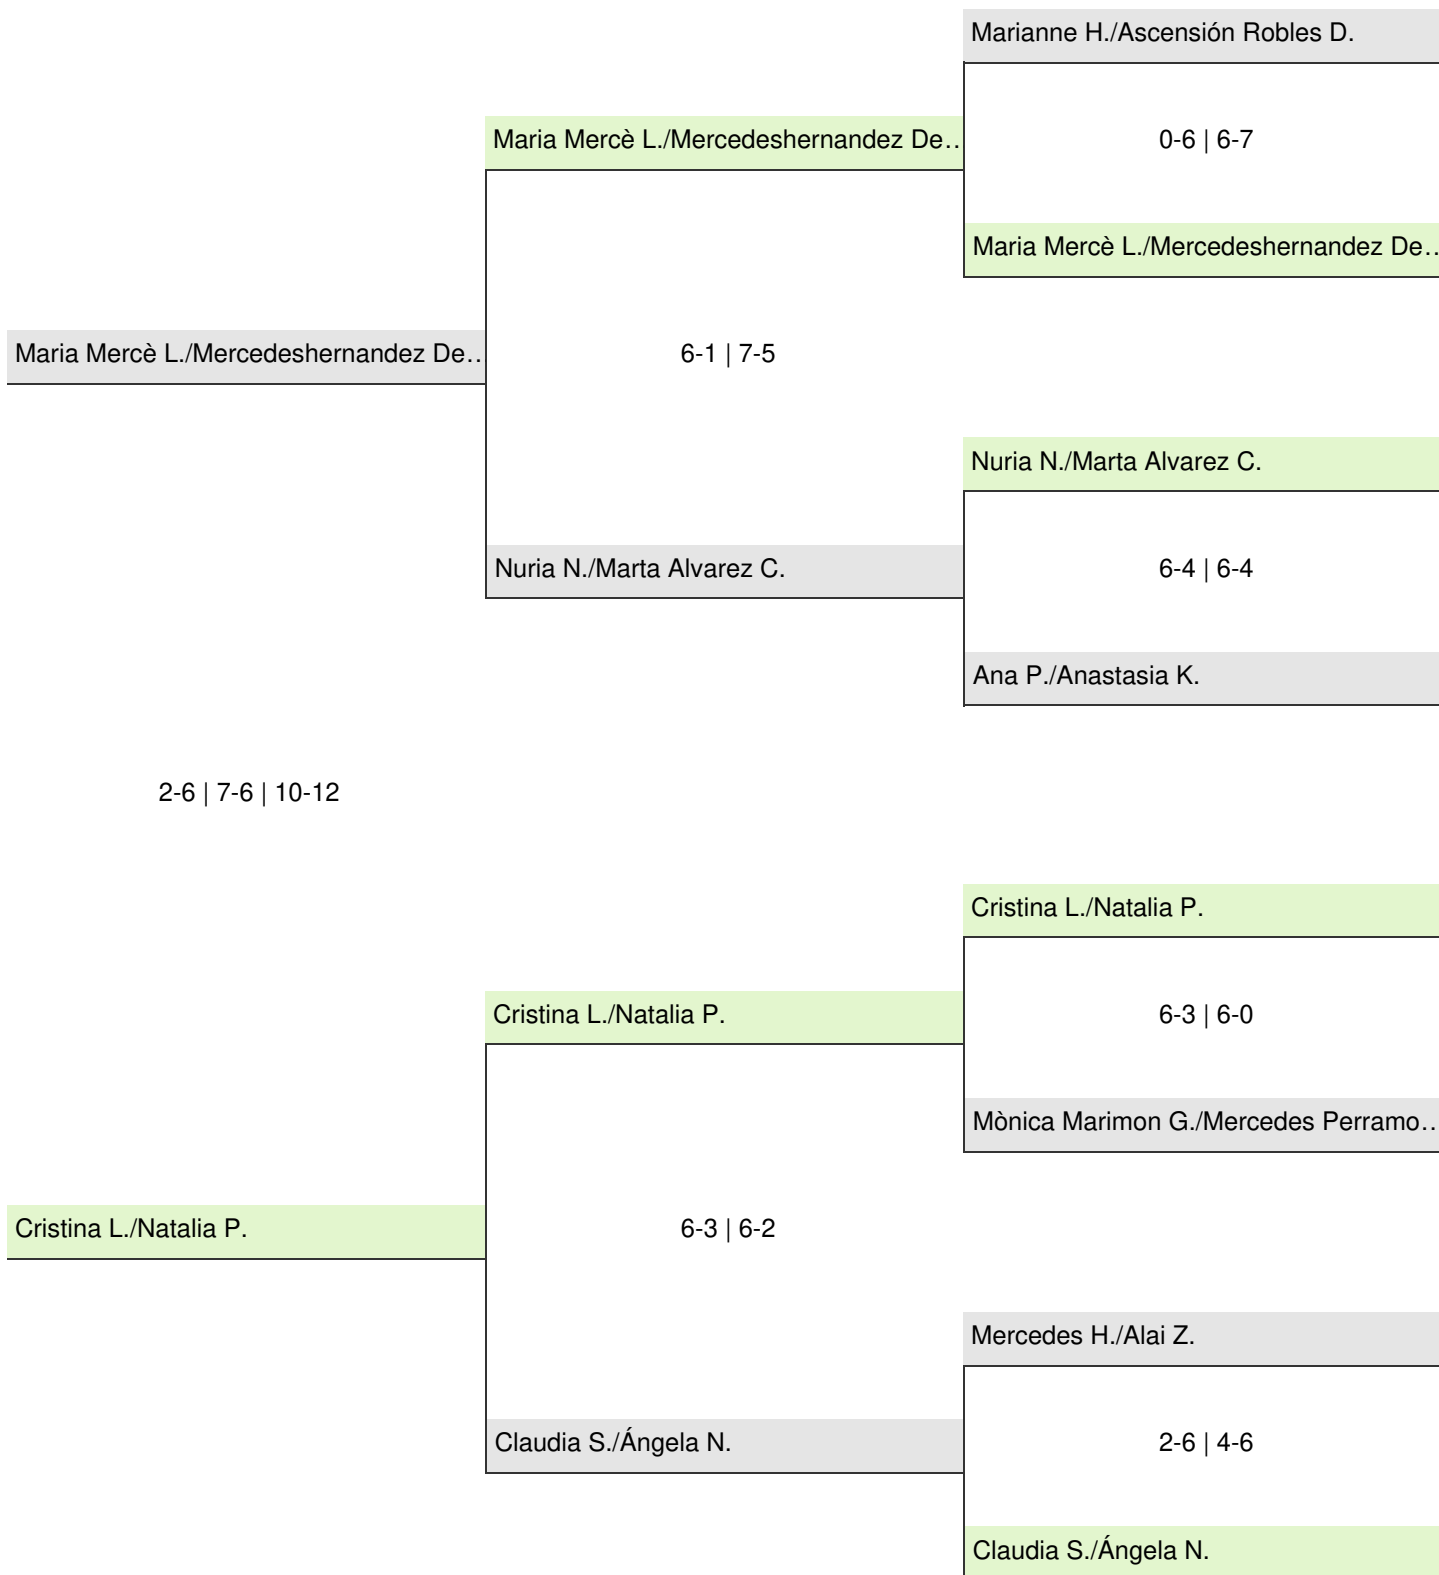 Marianne H./Ascensión Robles D.
Maria Mercè L./Mercedeshernandez De…
0-6 | 6-7
Maria Mercè L./Mercedeshernandez De…
Maria Mercè L./Mercedeshernandez De…
6-1 | 7-5
Nuria N./Marta Alvarez C.
Nuria N./Marta Alvarez C.
6-4 | 6-4
Ana P./Anastasia K.
2-6 | 7-6 | 10-12
Cristina L./Natalia P.
Cristina L./Natalia P.
6-3 | 6-0
Mònica Marimon G./Mercedes Perramo…
Cristina L./Natalia P.
6-3 | 6-2
Mercedes H./Alai Z.
Claudia S./Ángela N.
2-6 | 4-6
Claudia S./Ángela N.